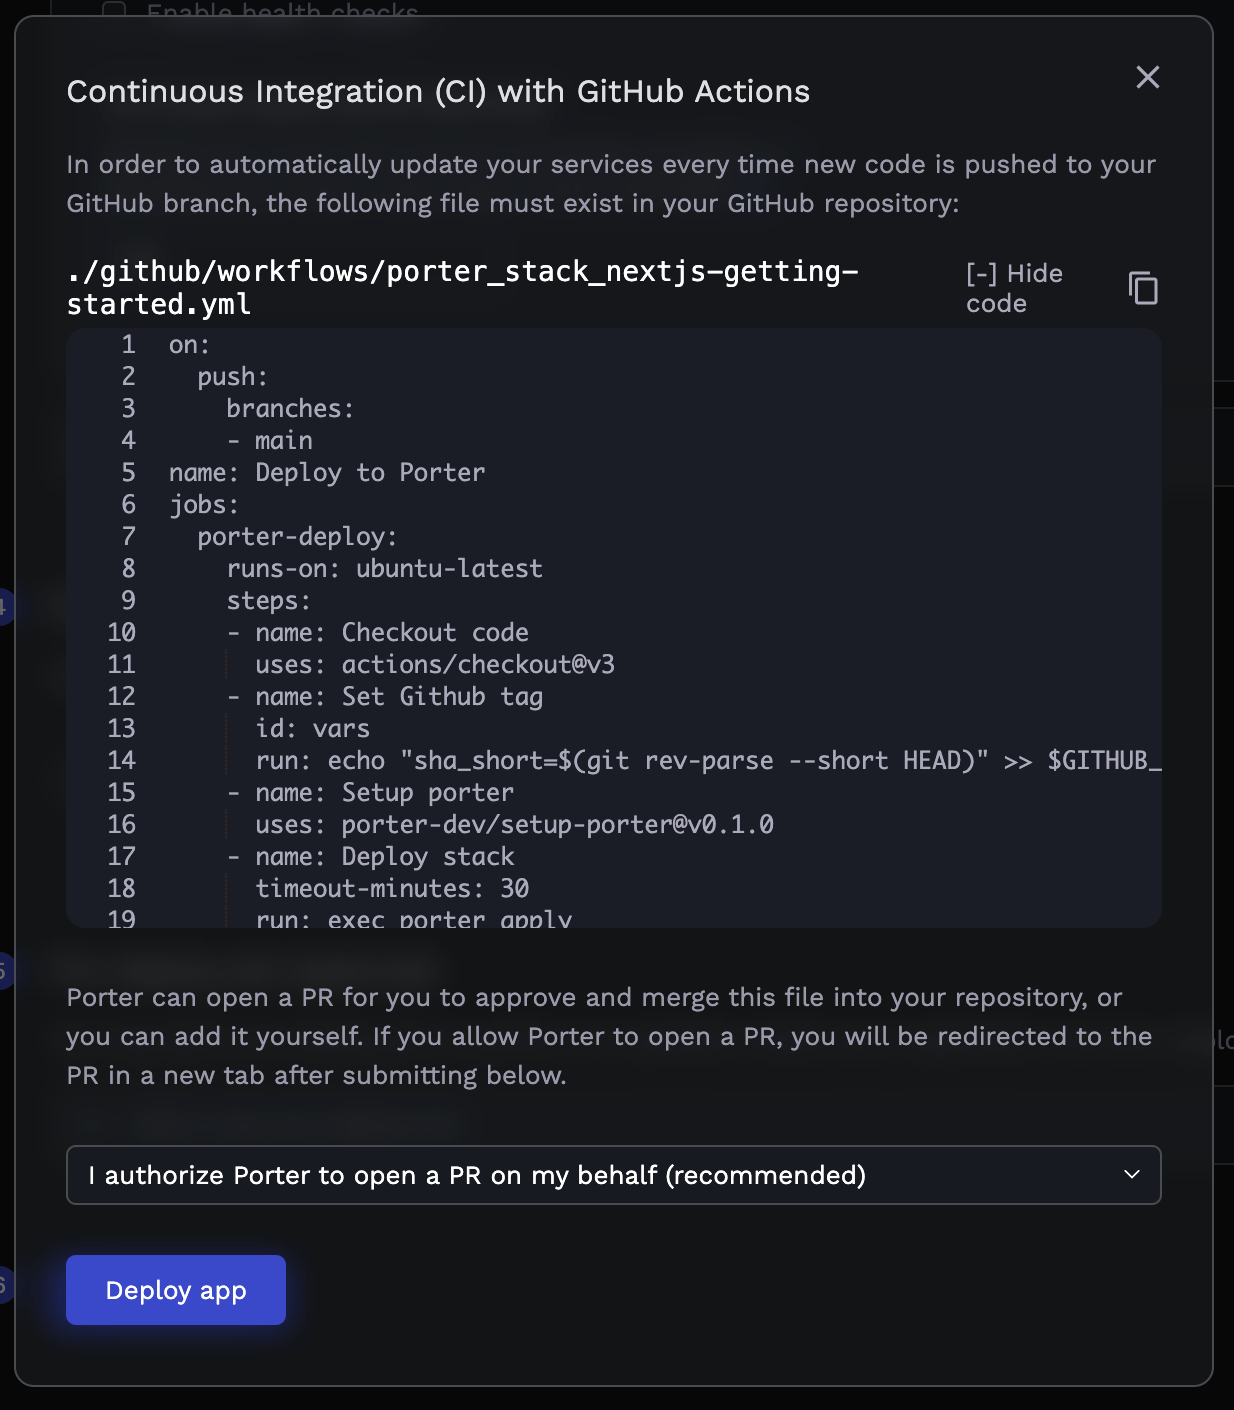 Enable health checks
Continuous Integration (CI) with GitHub Actions
In order to automatically update your services every time new code is pushed to your
GitHub branch, the following file must exist in your GitHub repository:
./github/workflows/porter_stack_nextjs-getting-
started.yml
[-] Hide
code
1 on:
2   push:
3     branches:
4     - main
5 name: Deploy to Porter
6 jobs:
7   porter-deploy:
8     runs-on: ubuntu-latest
9     steps:
10     - name: Checkout code
11       uses: actions/checkout@v3
12     - name: Set Github tag
13       id: vars
14       run: echo "sha_short=$(git rev-parse --short HEAD)" >> $GITHUB_
15     - name: Setup porter
16       uses: porter-dev/setup-porter@v0.1.0
17     - name: Deploy stack
18       timeout-minutes: 30
19       run: exec porter apply
Porter can open a PR for you to approve and merge this file into your repository, or
you can add it yourself. If you allow Porter to open a PR, you will be redirected to the
PR in a new tab after submitting below.
I authorize Porter to open a PR on my behalf (recommended)
Deploy app
4
5
6